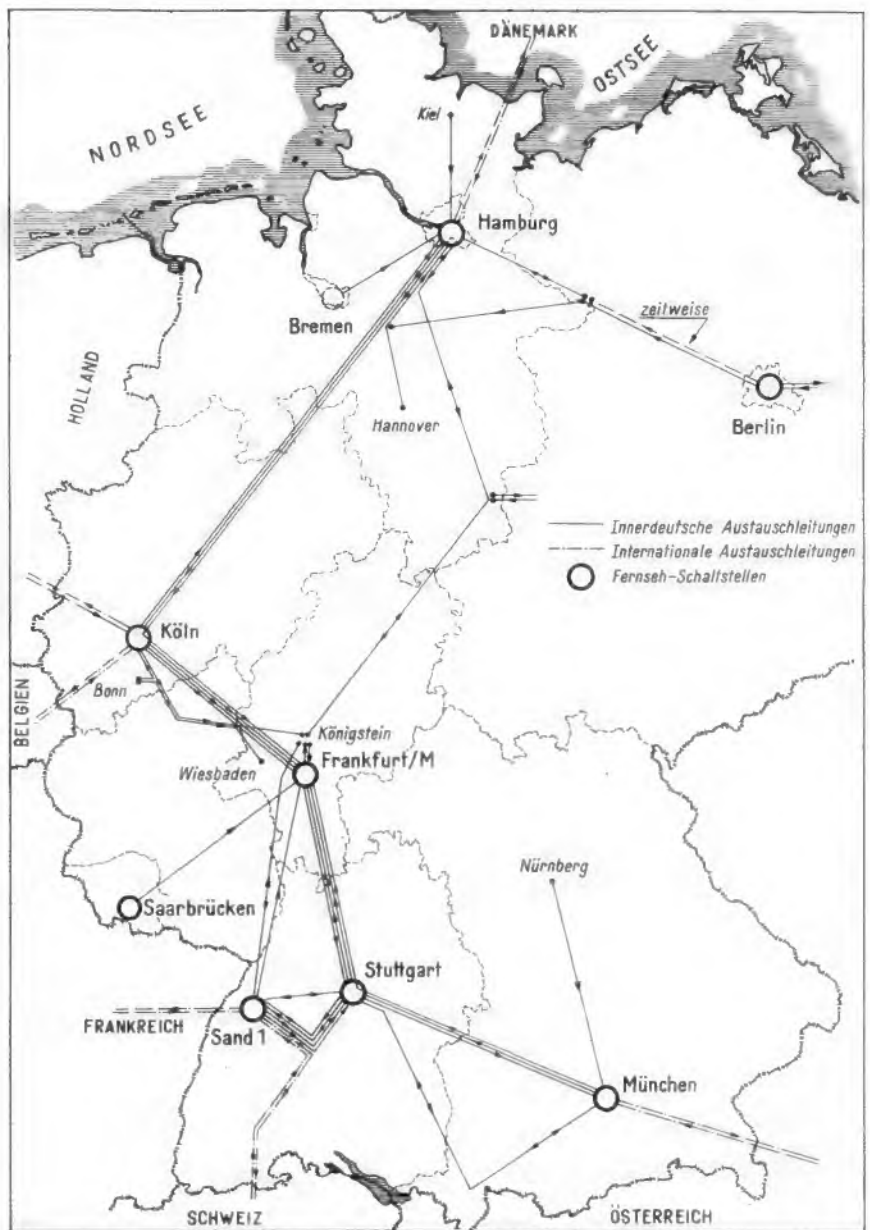 DÄNEMARK
OSTSEE
NORDSEE
Kiel
Hamburg
Bremen
zeitweise
HOLLAND
Hannover
Berlin
Innerdeutsche Austauschleitungen
Internationale Austauschleitungen
Fernseh-Schaltstellen
Köln
Bonn
BELGIEN
Königstein
Wiesbaden
Frankfurt/M
Nürnberg
Saarbrücken
Stuttgart
FRANKREICH
Sand 1
München
SCHWEIZ
ÖSTERREICH